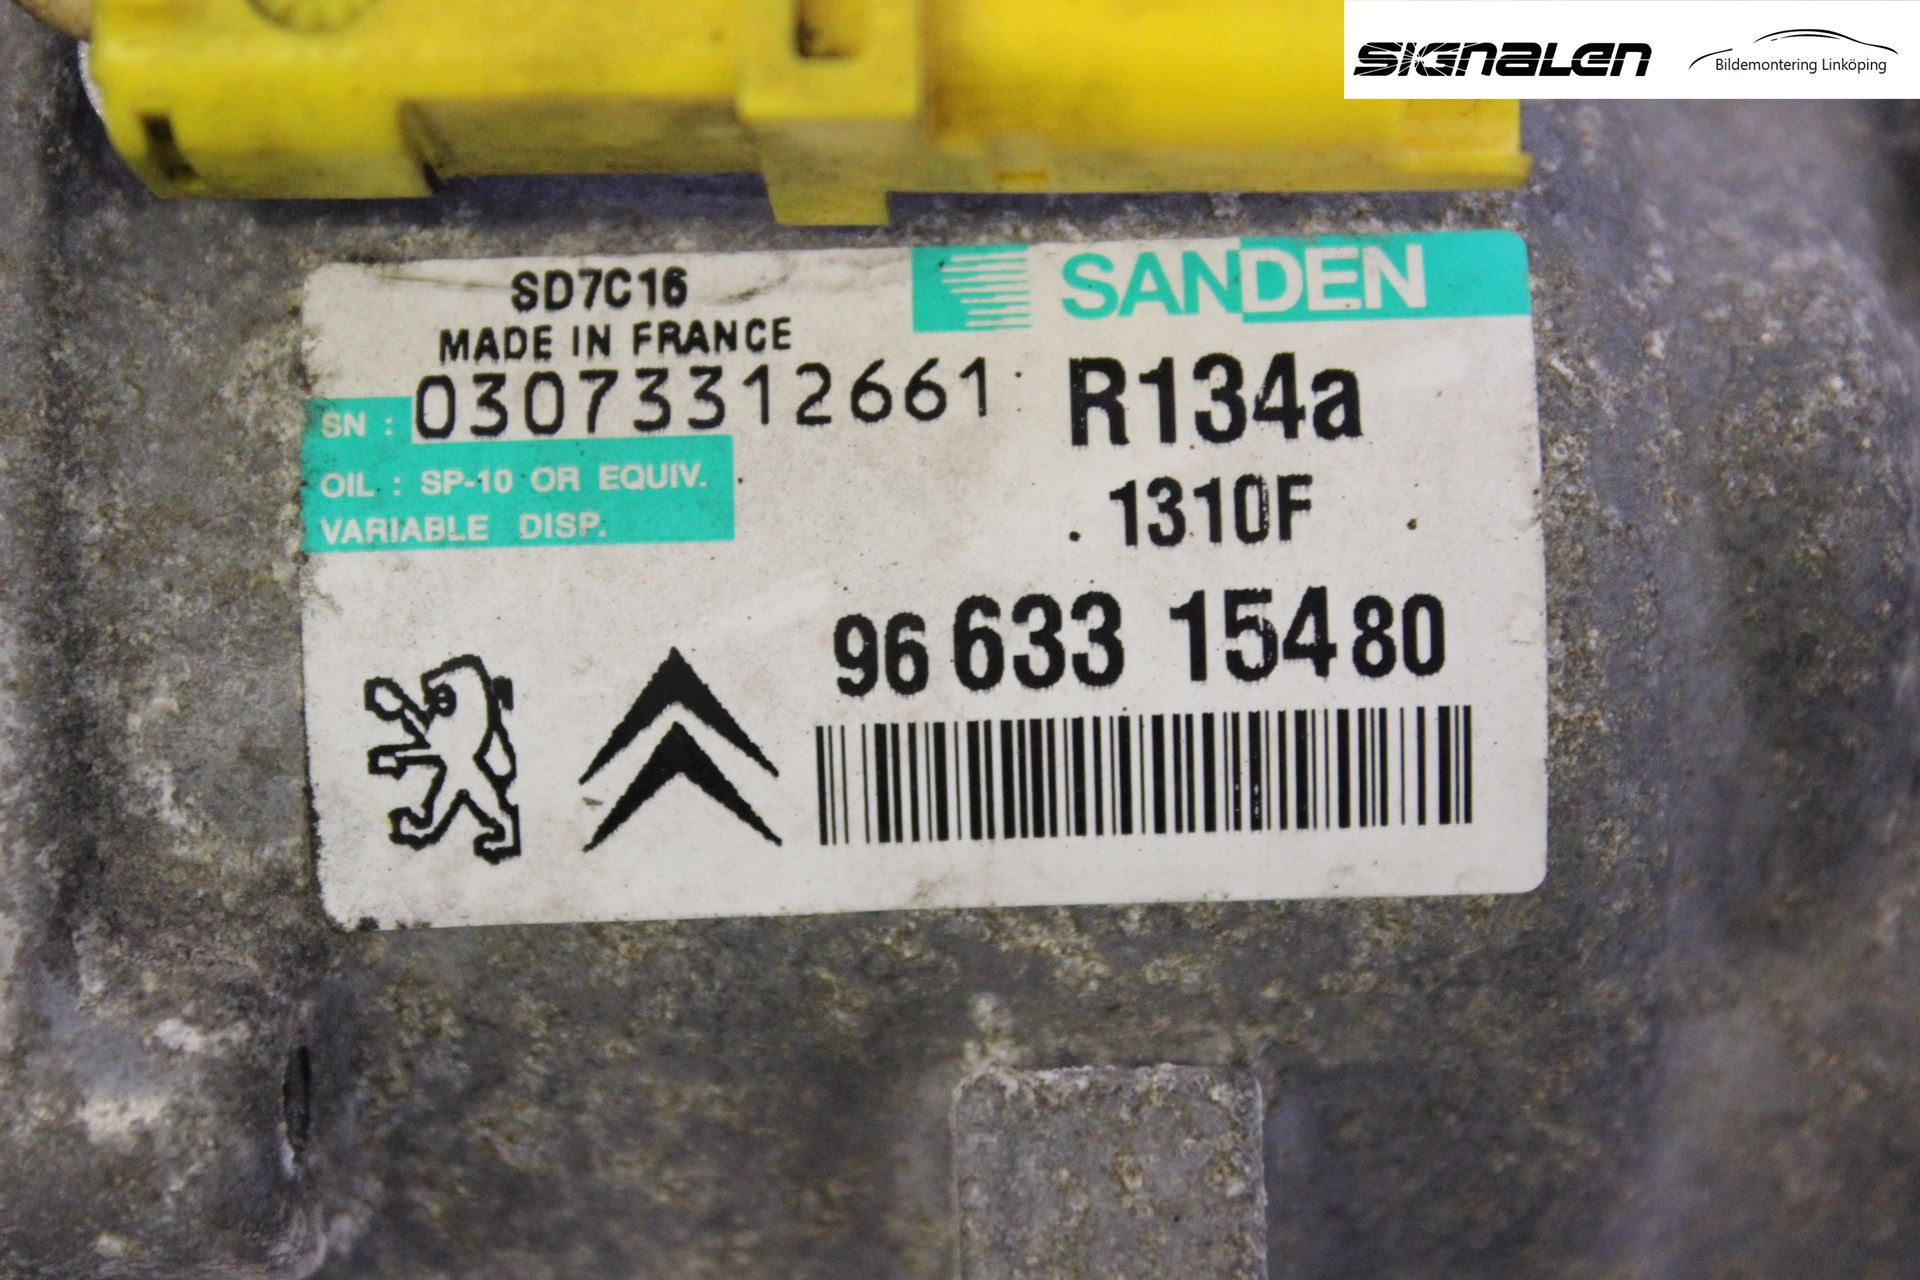 SIGNALEN
Bildemontering Linköping
SD7C16
SANDEN
MADE IN FRANCE
SN : 03073312661
R134a
OIL : SP-10 OR EQUIV.
VARIABLE DISP.
1310F
96 633 154 80